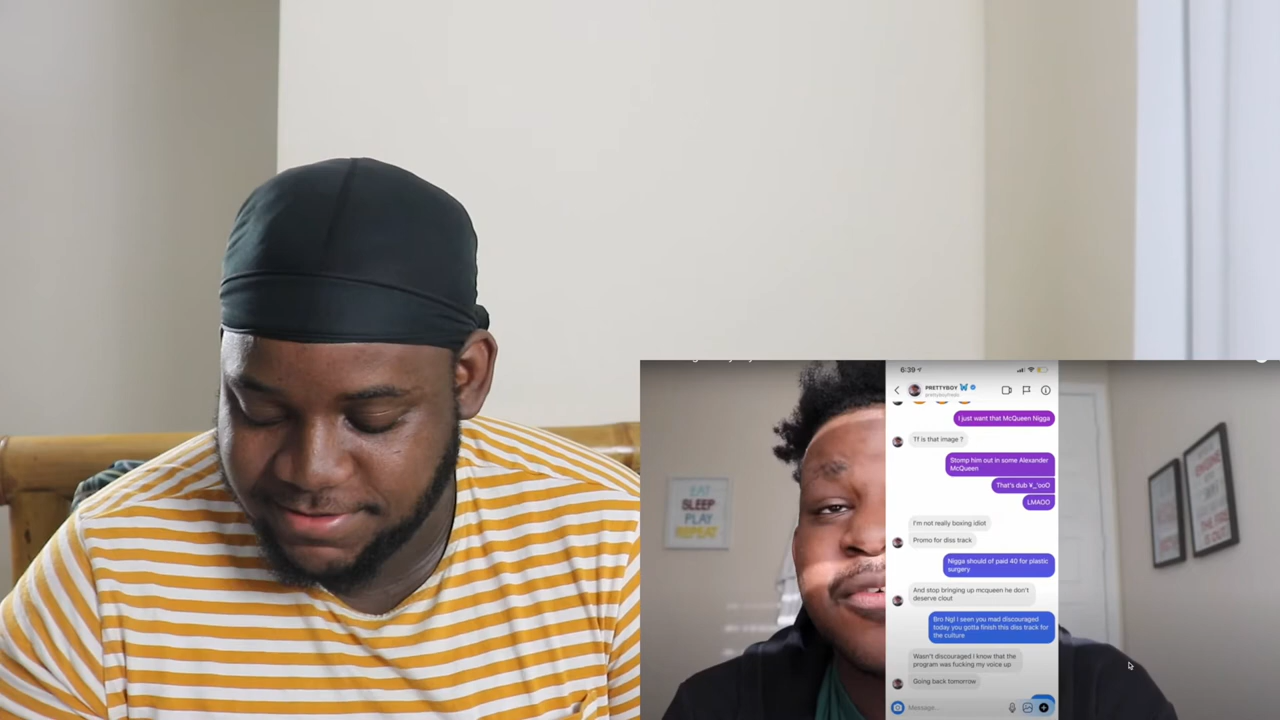 EAT
SLEEP
PLAY
REPEAT
6:39
PRETTYBOY
I just want that McQueen Nigga
Tf is that image ?
Stomp him out in some Alexander
McQueen
That's dub ¥_'ooO
LMAOO
I'm not really boxing idiot
Promo for diss track
Nigga should of paid 40 for plastic
surgery
And stop bringing up mcqueen he don't
deserve clout
Bro Ngl i seen you mad discouraged
today you gotta finish this diss track for
the culture
Wasn't discouraged I know that the
program was fucking my voice up
Going back tomorrow
Message...